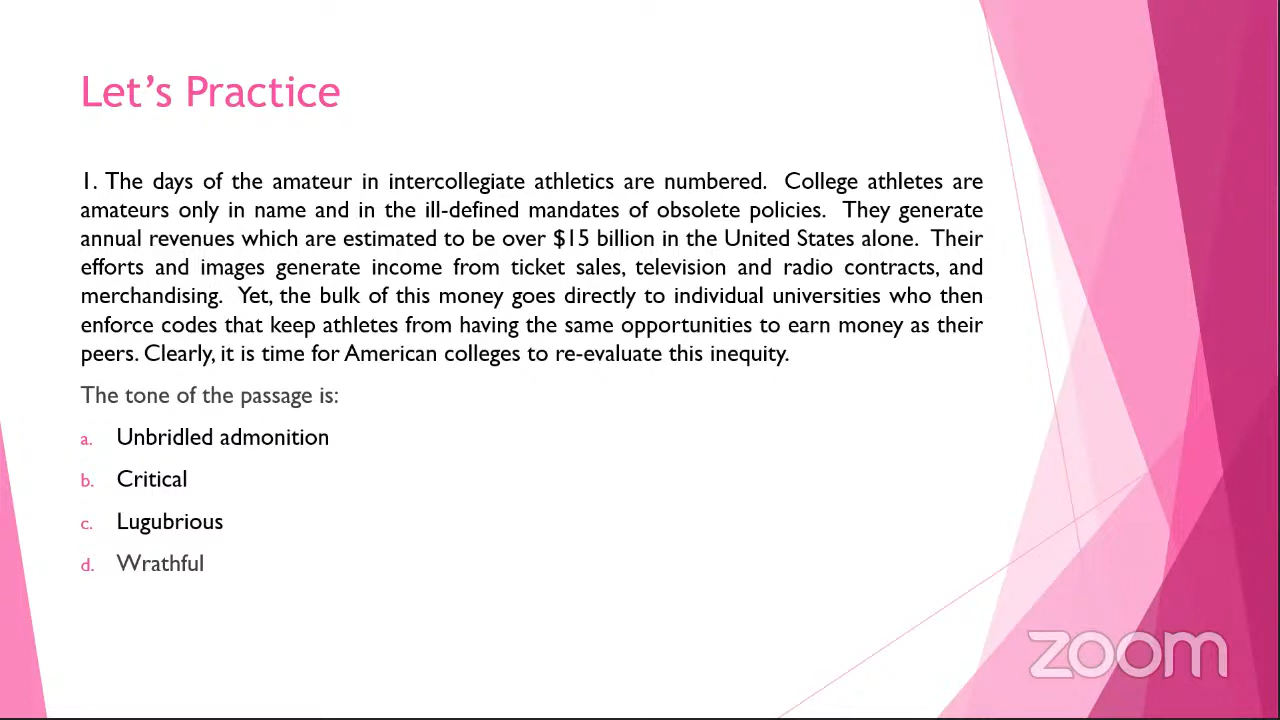 Let's Practice
1. The days of the amateur in intercollegiate athletics are numbered. College athletes are
amateurs only in name and in the ill-defined mandates of obsolete policies. They generate
annual revenues which are estimated to be over $15 billion in the United States alone. Their
efforts and images generate income from ticket sales, television and radio contracts, and
merchandising. Yet, the bulk of this money goes directly to individual universities who then
enforce codes that keep athletes from having the same opportunities to earn money as their
peers. Clearly, it is time for American colleges to re-evaluate this inequity.
The tone of the passage is:
a. Unbridled admonition
b. Critical
c. Lugubrious
d. Wrathful
zoom